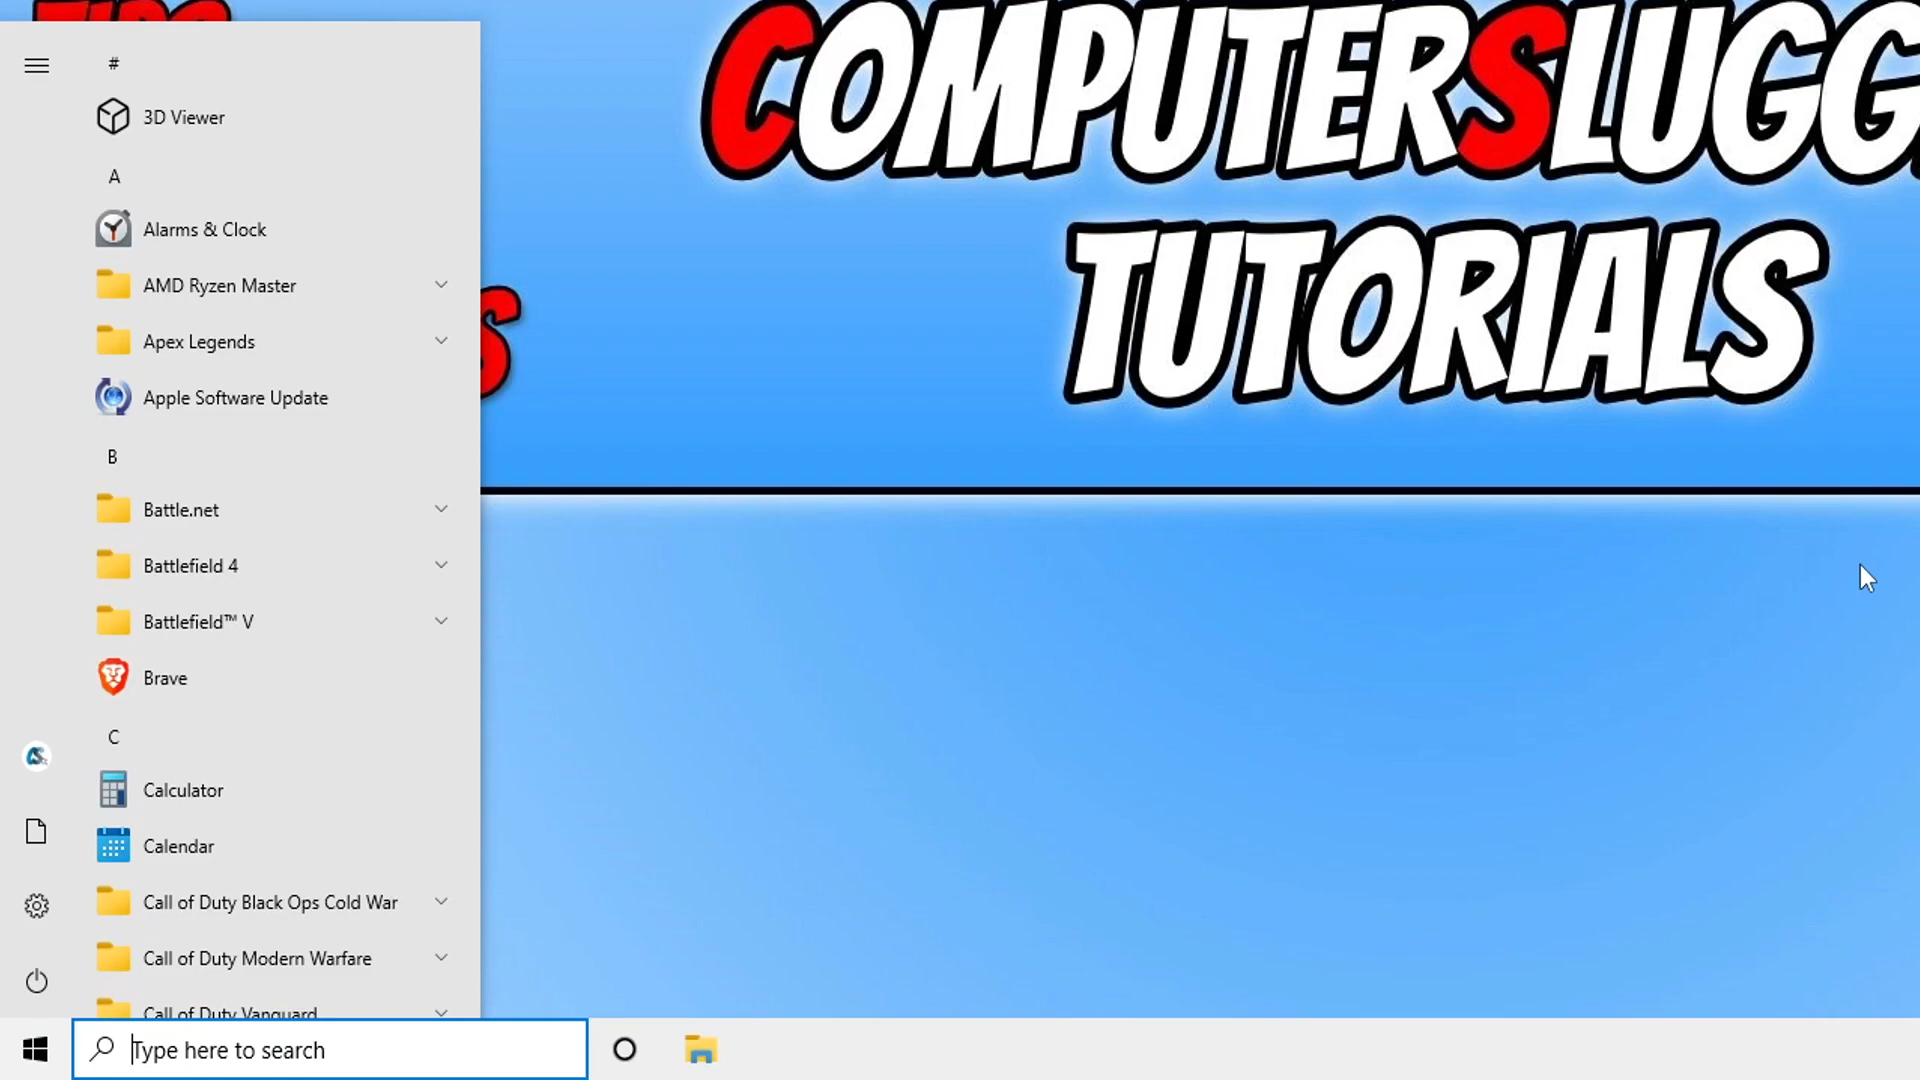 TIPS
#
3D Viewer
A
Alarms & Clock
AMD Ryzen Master
Apex Legends
Apple Software Update
B
Battle.net
Battlefield 4
Battlefield™ V
Brave
C
Calculator
Calendar
Call of Duty Black Ops Cold War
Call of Duty Modern Warfare
Call of Duty Vanguard
Type here to search
COMPUTERSLUGG
TUTORIALS
S